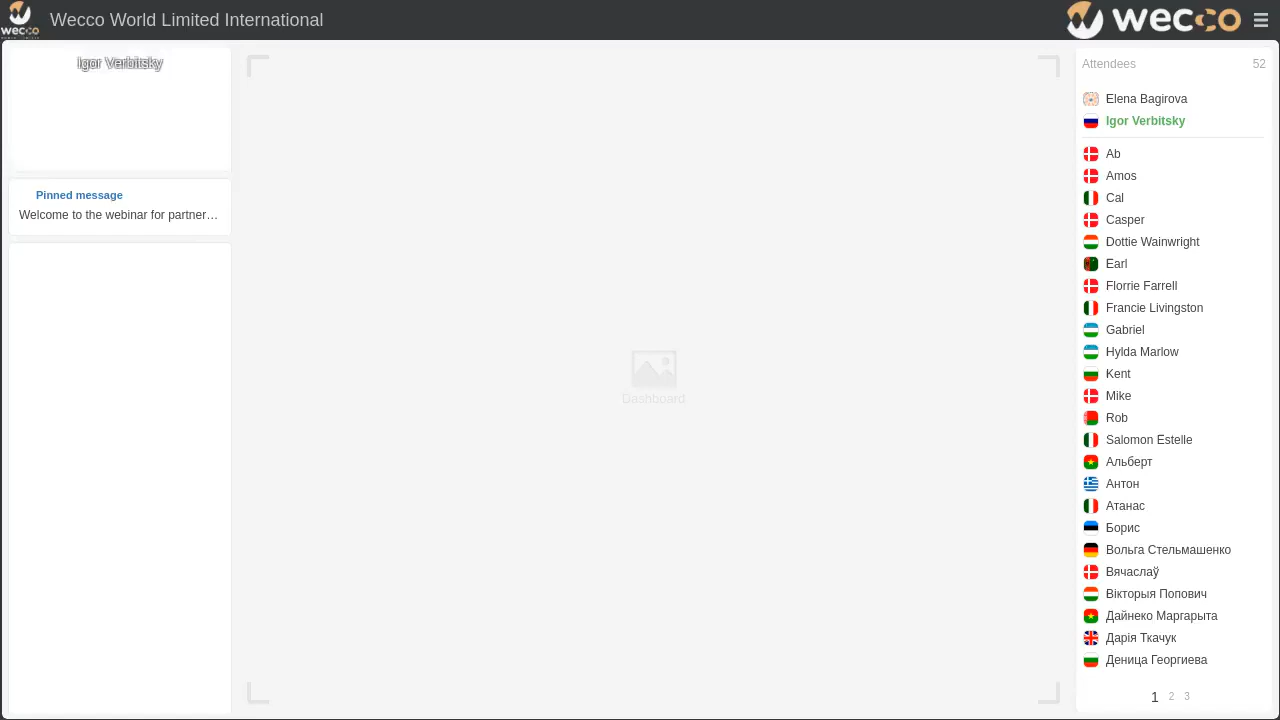 Wecco World Limited International
wecco
wecco
Igor Verbitsky
Pinned message
Welcome to the webinar for partner…
Dashboard
Attendees 52
Elena Bagirova
Igor Verbitsky
Ab
Amos
Cal
Casper
Dottie Wainwright
Earl
Florrie Farrell
Francie Livingston
Gabriel
Hylda Marlow
Kent
Mike
Rob
Salomon Estelle
Альберт
Антон
Атанас
Борис
Вольга Стельмашенко
Вячаслаў
Вікторыя Попович
Дайнеко Маргарыта
Дарія Ткачук
Деница Георгиева
1 2 3